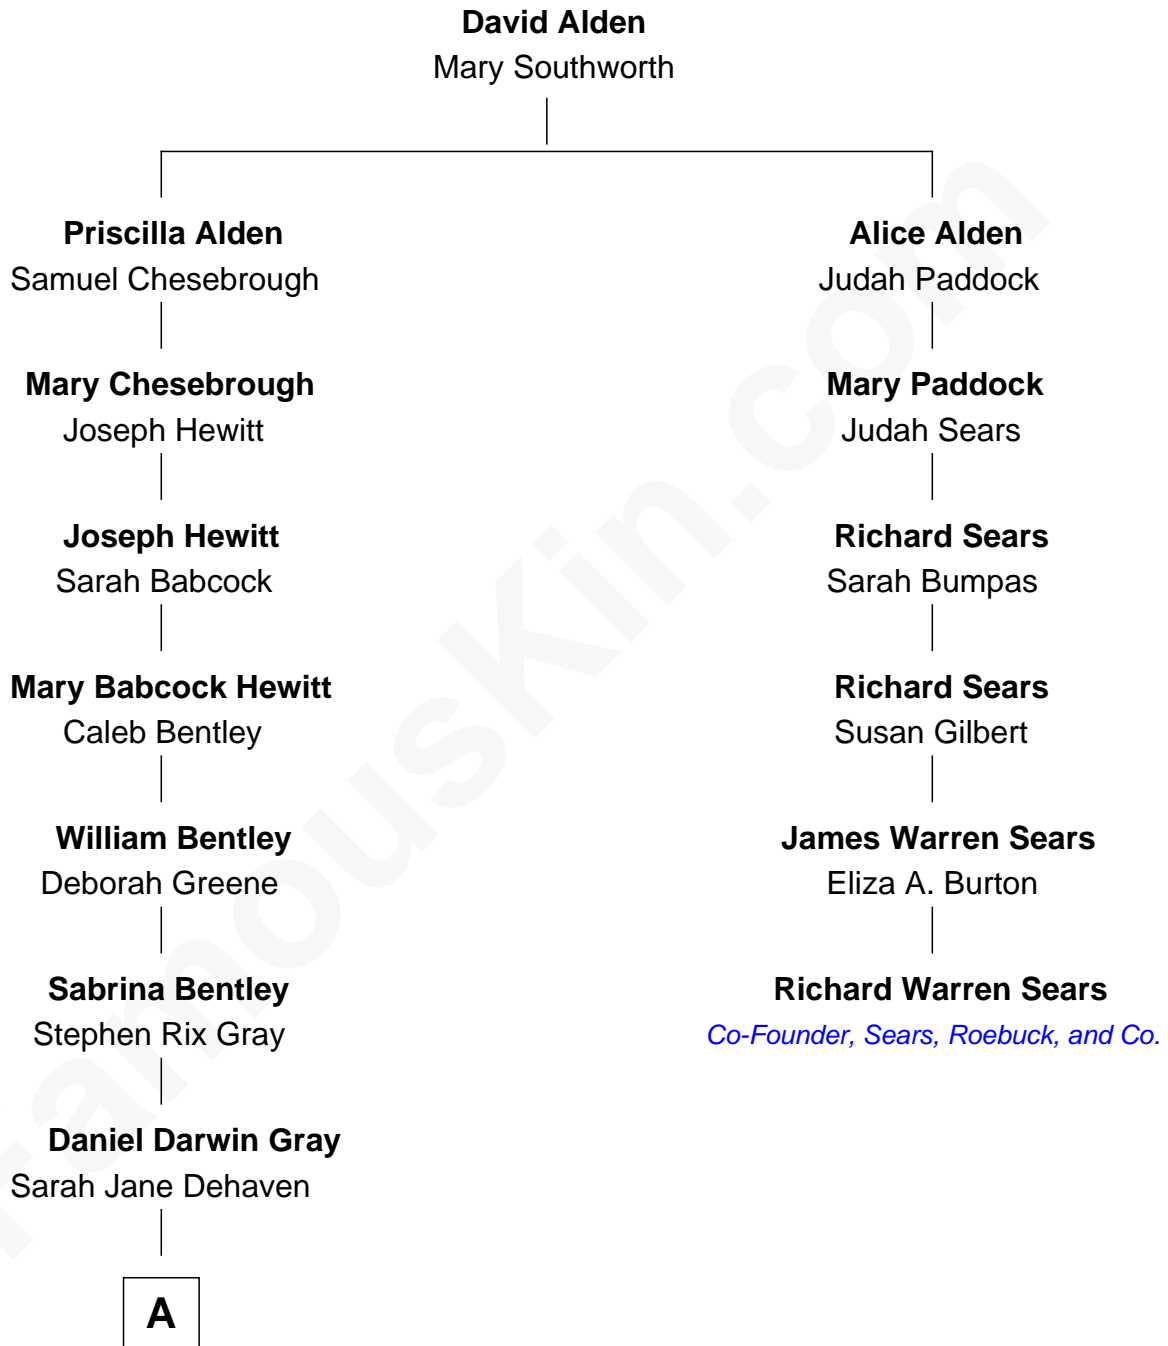 David Alden
Mary Southworth
Priscilla Alden
Samuel Chesebrough
Mary Chesebrough
Joseph Hewitt
Joseph Hewitt
Sarah Babcock
Mary Babcock Hewitt
Caleb Bentley
William Bentley
Deborah Greene
Sabrina Bentley
Stephen Rix Gray
Daniel Darwin Gray
Sarah Jane Dehaven
A
Alice Alden
Judah Paddock
Mary Paddock
Judah Sears
Richard Sears
Sarah Bumpas
Richard Sears
Susan Gilbert
James Warren Sears
Eliza A. Burton
Richard Warren Sears
Co-Founder, Sears, Roebuck, and Co.
FamousKin.com